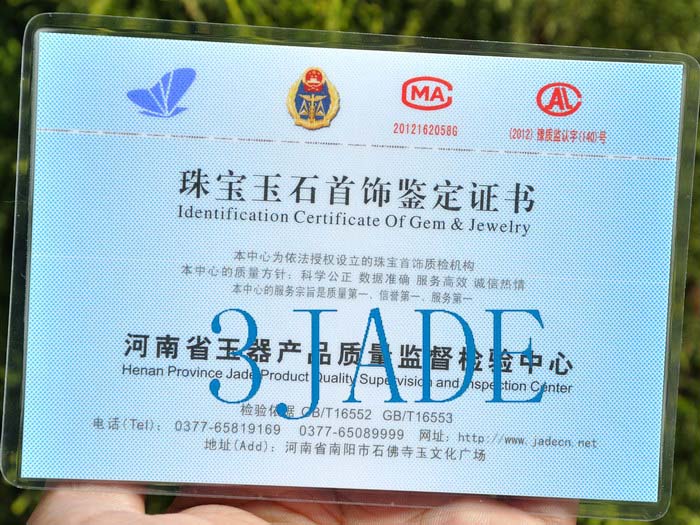 MA
2012162058G
AL
(2012)豫质监认字(140)号
珠宝玉石首饰鉴定证书
Identification Certificate Of Gem & Jewelry
本中心为依法授权设立的珠宝首饰质检机构
本中心的质量方针：科学公正 数据准确 服务高效 诚信热情
本中心的服务宗旨是质量第一、信誉第一、服务第一
3 JADE
河南省玉器产品质量监督检验中心
Henan Province Jade Product Quality Supervision and Inspection Center
检验依据 GB/T16552 GB/T16553
电话(Tel): 0377-65819169 0377-65089999 网址: http://www.jadecn.net
地址(Add): 河南省南阳市石佛寺玉文化广场